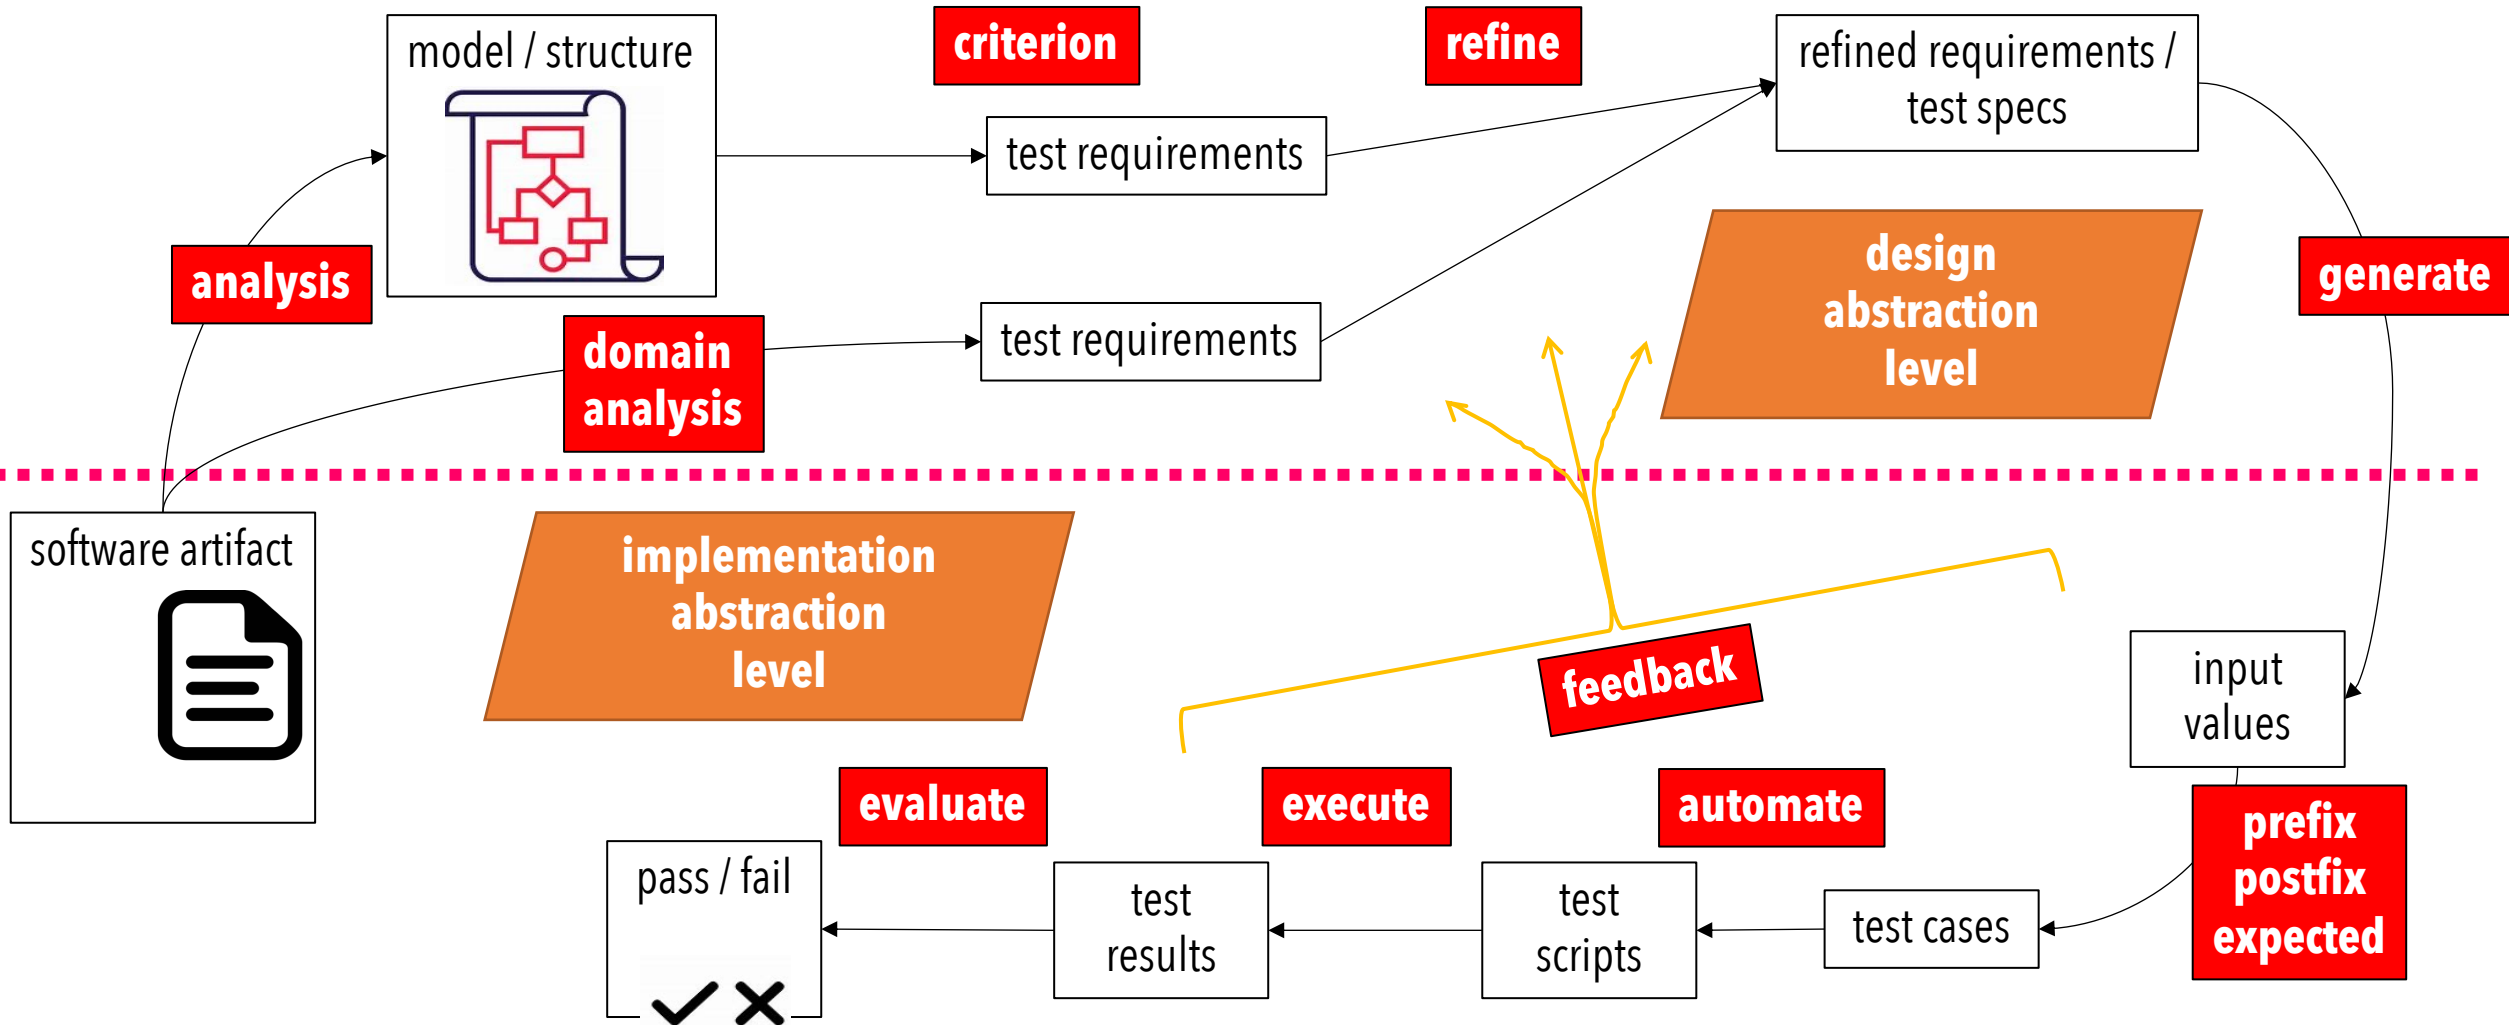 model / structure
criterion
refine
refined requirements /
test specs
test requirements
analysis
design
abstraction
level
generate
domain
analysis
test requirements
software artifact
implementation
abstraction
level
feedback
input
values
evaluate
execute
automate
prefix
postfix
expected
pass / fail
test
results
test
scripts
test cases